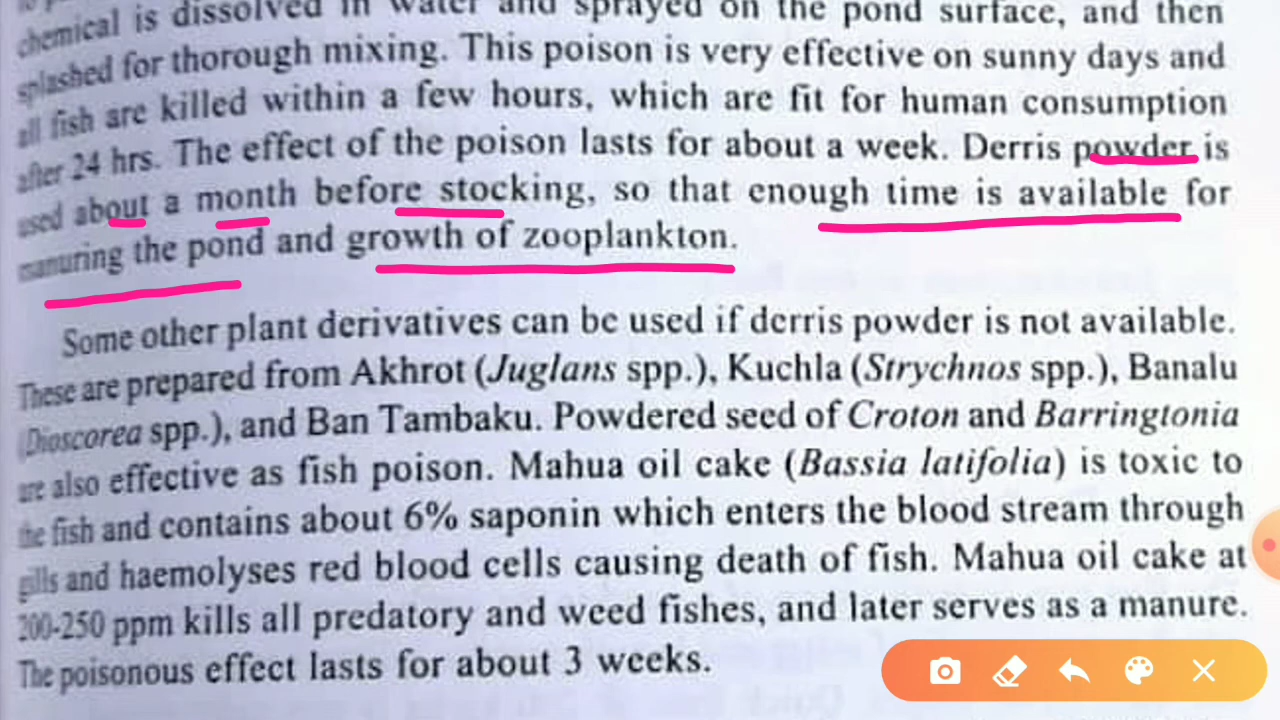 chemical is dissolved in water and sprayed on the pond surface, and then
splashed for thorough mixing. This poison is very effective on sunny days and
all fish are killed within a few hours, which are fit for human consumption
after 24 hrs. The effect of the poison lasts for about a week. Derris powder is
used about a month before stocking, so that enough time is available for
manuring the pond and growth of zooplankton.
Some other plant derivatives can be used if derris powder is not available.
These are prepared from Akhrot (Juglans spp.), Kuchla (Strychnos spp.), Banalu
(Dioscorea spp.), and Ban Tambaku. Powdered seed of Croton and Barringtonia
are also effective as fish poison. Mahua oil cake (Bassia latifolia) is toxic to
the fish and contains about 6% saponin which enters the blood stream through
gills and haemolyses red blood cells causing death of fish. Mahua oil cake at
200-250 ppm kills all predatory and weed fishes, and later serves as a manure.
The poisonous effect lasts for about 3 weeks.